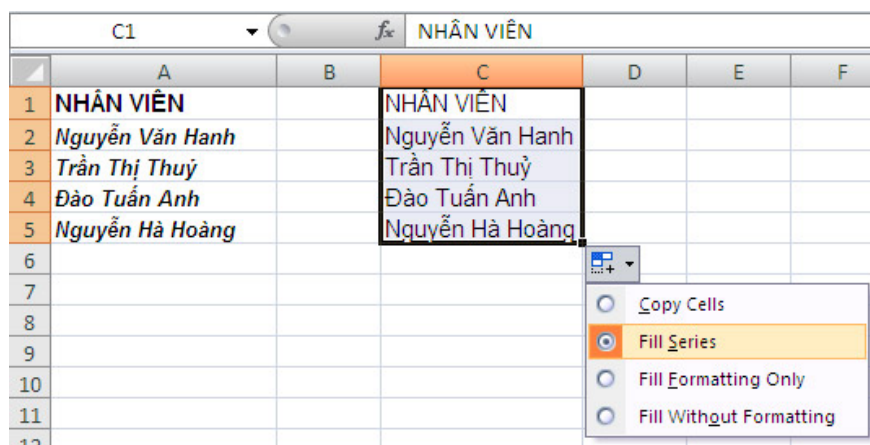 C1 fx NHÂN VIÊN
A B C D E F
1 NHÂN VIÊN NHÂN VIÊN
2 Nguyễn Văn Hanh Nguyễn Văn Hanh
3 Trần Thị Thuỷ Trần Thị Thuỷ
4 Đào Tuấn Anh Đào Tuấn Anh
5 Nguyễn Hà Hoàng Nguyễn Hà Hoàng
6
7
8 Copy Cells
9 Fill Series
10 Fill Formatting Only
11 Fill Without Formatting
12